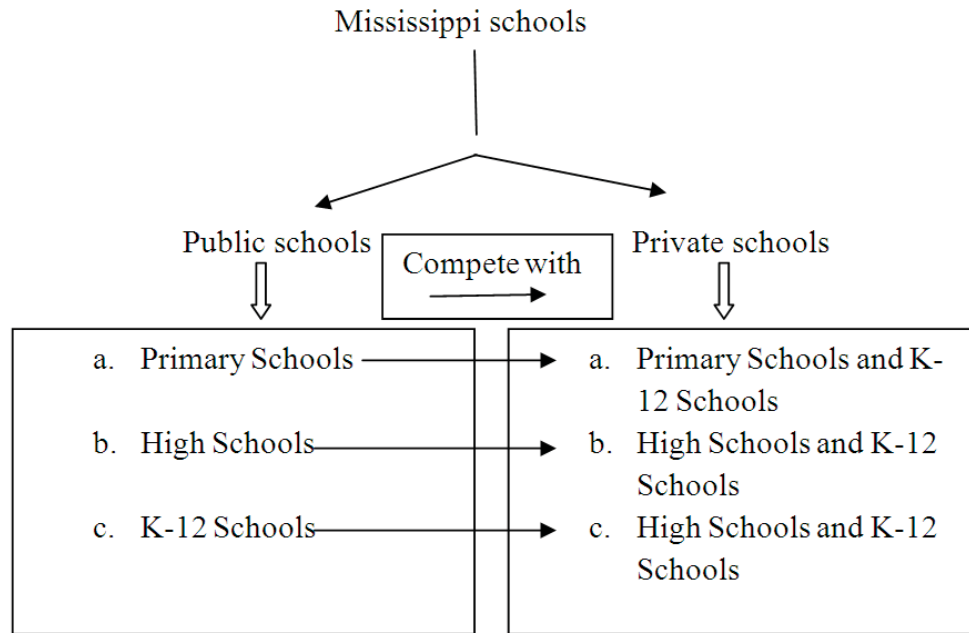 Mississippi schools
Public schools
Compete with
Private schools
a. Primary Schools
b. High Schools
c. K-12 Schools
a. Primary Schools and K-
12 Schools
b. High Schools and K-12
Schools
c. High Schools and K-12
Schools